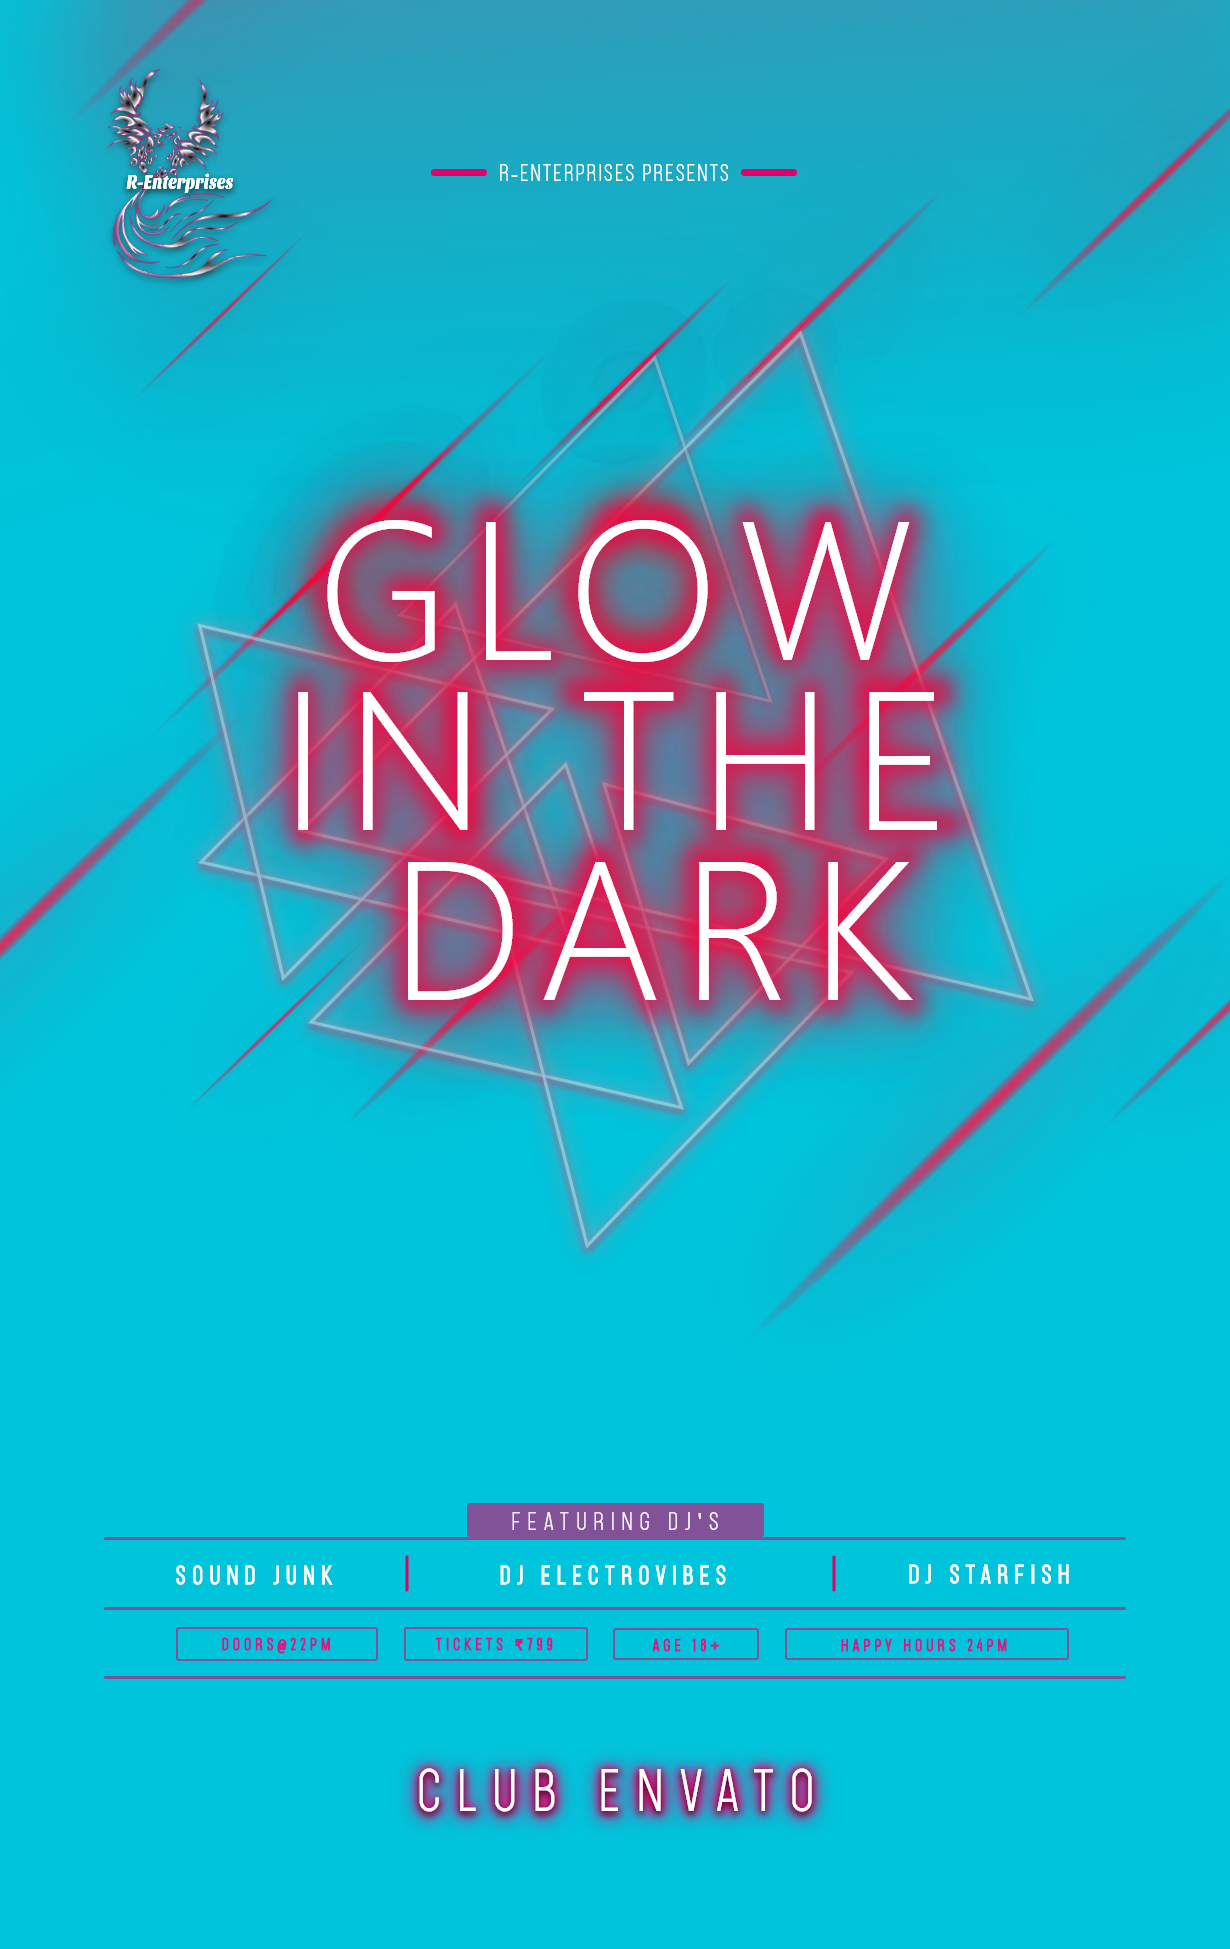 R-Enterprises
R-ENTERPRISES PRESENTS
GLOW
IN THE
DARK
FEATURING DJ'S
SOUND JUNK
DJ ELECTROVIBES
DJ STARFISH
DOORS@22PM
TICKETS ₹799
AGE 18+
HAPPY HOURS 24PM
CLUB ENVATO